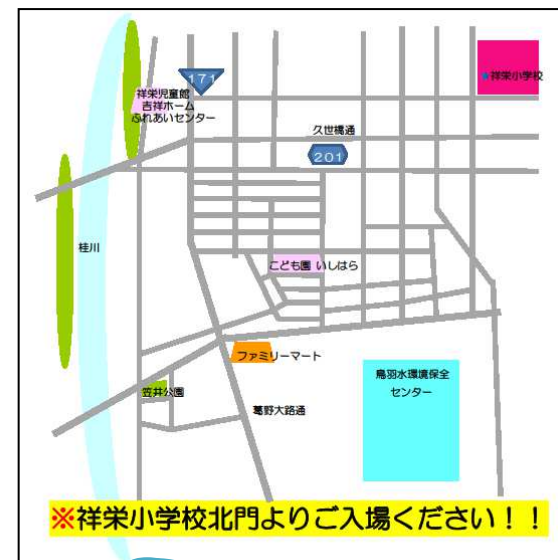 171
祥栄児童館
吉祥ホーム
ふれあいセンター
★祥栄小学校
久世橋通
201
桂川
こども園 いしはら
ファミリーマート
鳥羽水環境保全
センター
笠井公園
葛野大路通
※祥栄小学校北門よりご入場ください！！